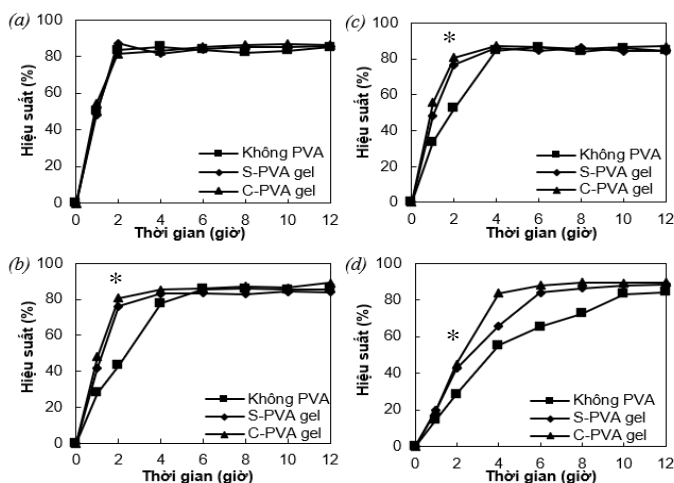 (a)
100
80
60
40
20
0
Hiệu suất (%)
Không PVA
S-PVA gel
C-PVA gel
0 2 4 6 8 10 12
Thời gian (giờ)
(c)
100
80
60
40
20
0
Hiệu suất (%)
*
Không PVA
S-PVA gel
C-PVA gel
0 2 4 6 8 10 12
Thời gian (giờ)
(b)
100
80
60
40
20
0
Hiệu suất (%)
*
Không PVA
S-PVA gel
C-PVA gel
0 2 4 6 8 10 12
Thời gian (giờ)
(d)
100
80
60
40
20
0
Hiệu suất (%)
*
Không PVA
S-PVA gel
C-PVA gel
0 2 4 6 8 10 12
Thời gian (giờ)